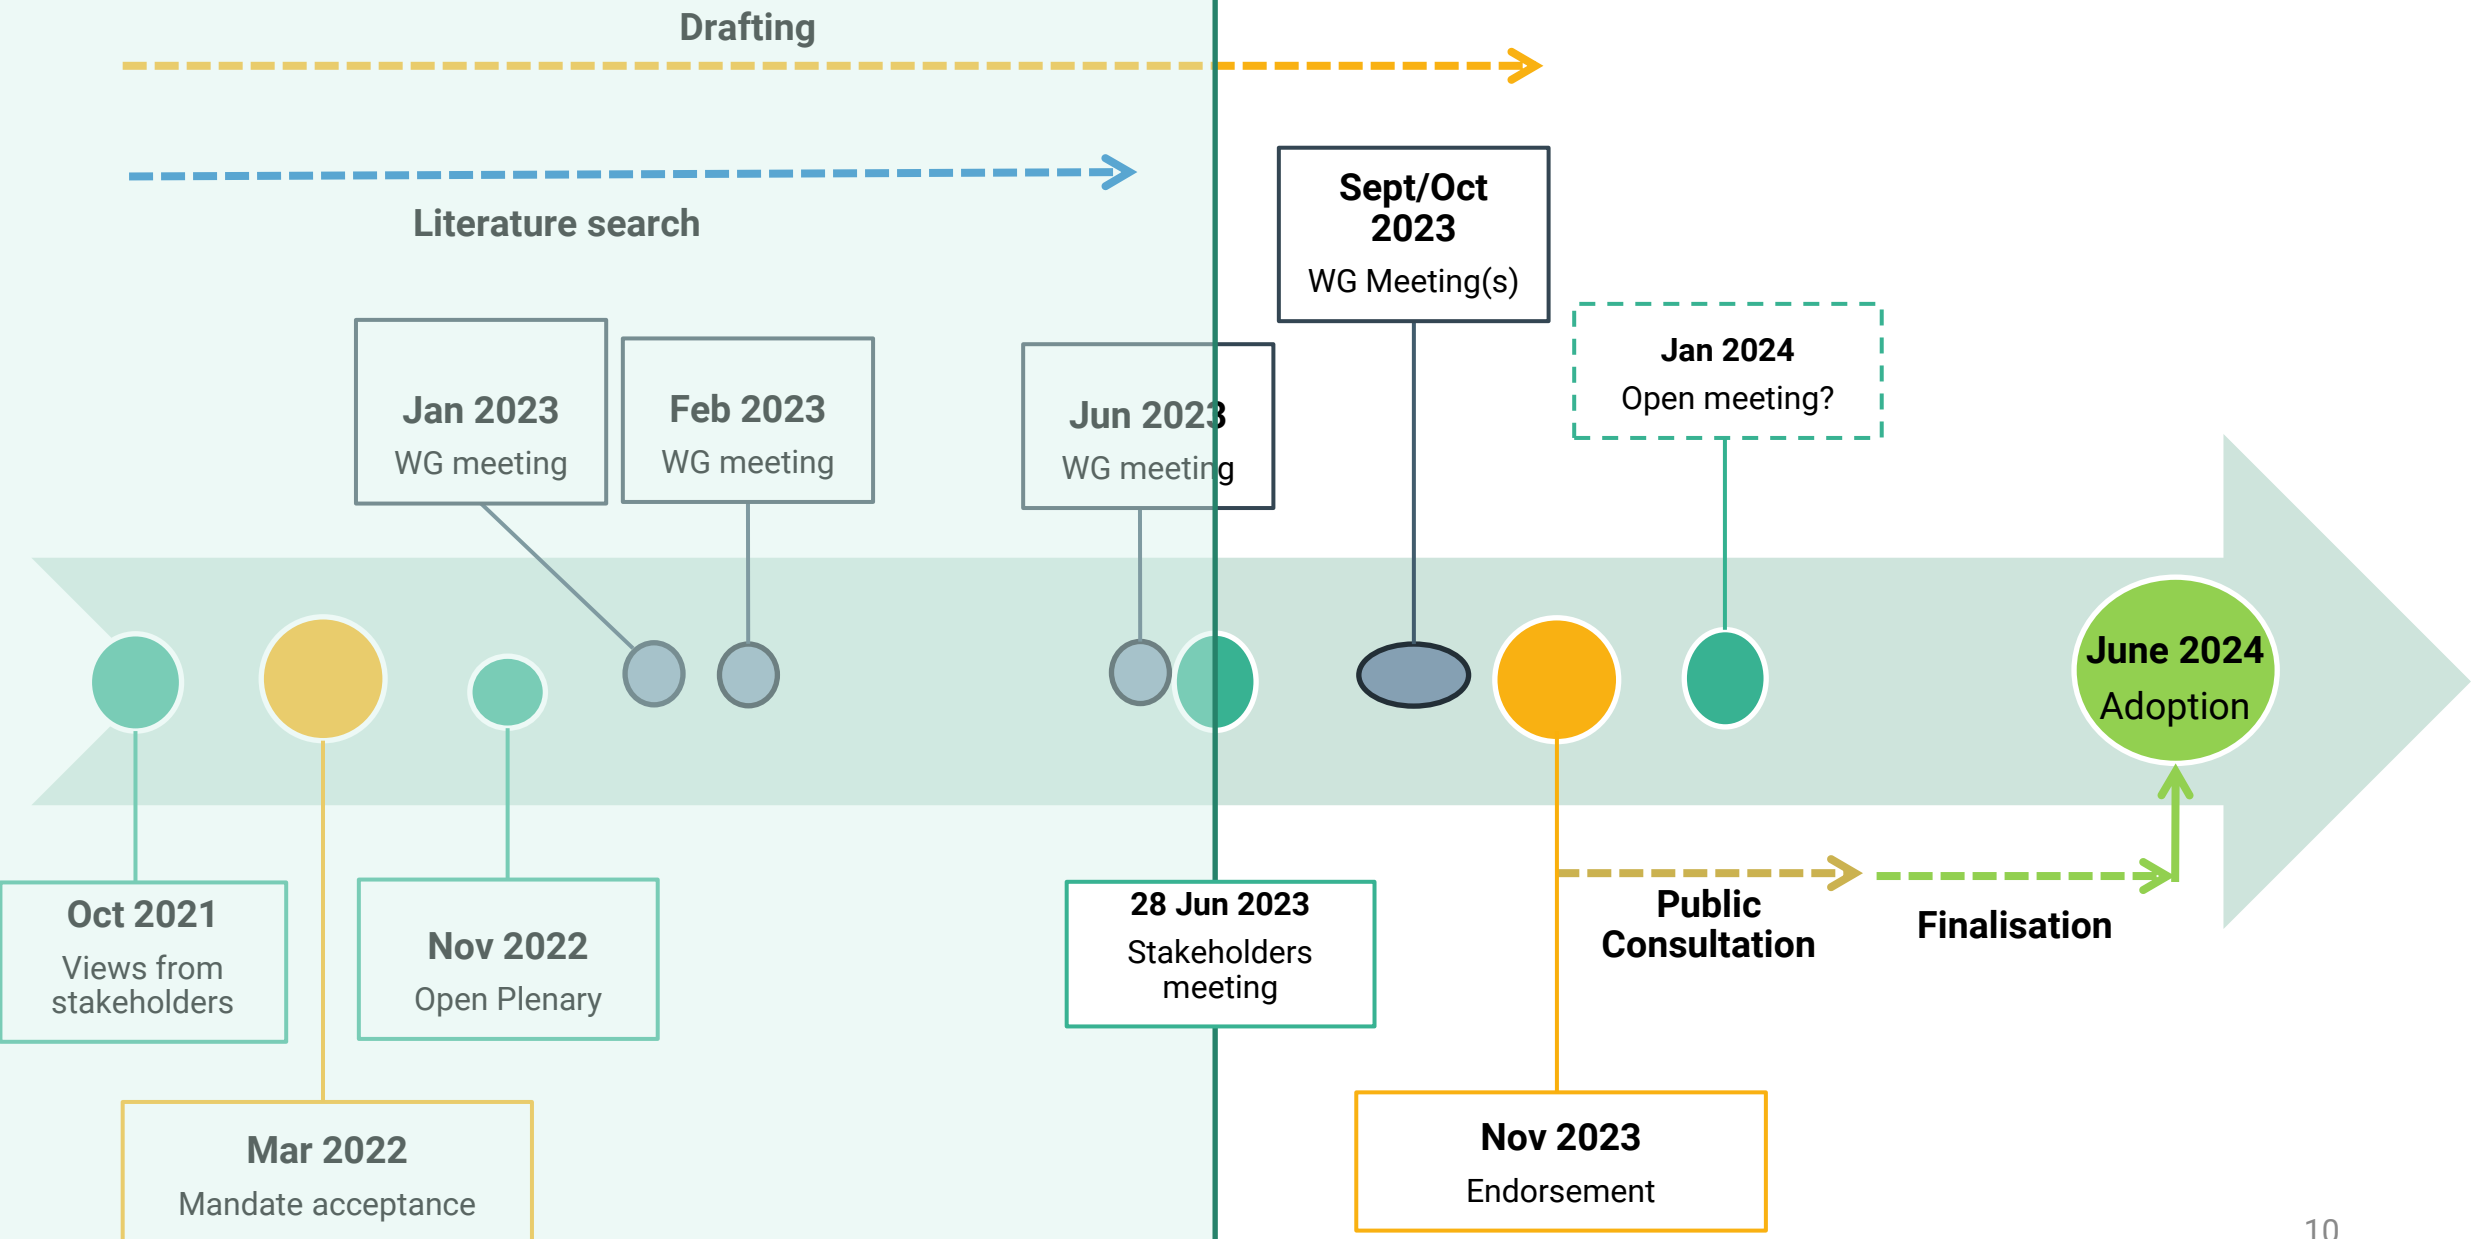 Drafting
Literature search
Sept/Oct
2023
WG Meeting(s)
Jan 2023
WG meeting
Feb 2023
WG meeting
Jun 2023
WG meeting
Jan 2024
Open meeting?
June 2024
Adoption
Oct 2021
Views from
stakeholders
Nov 2022
Open Plenary
28 Jun 2023
Stakeholders
meeting
Public
Consultation
Finalisation
Mar 2022
Mandate acceptance
Nov 2023
Endorsement
10